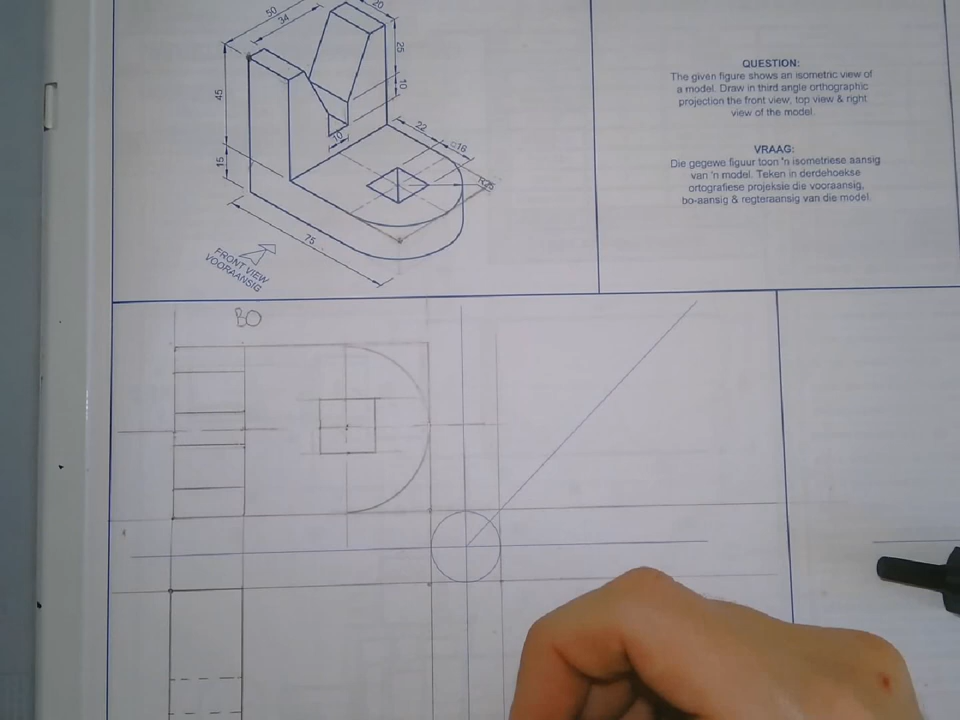 50
34
20
25
10
45
15
10
22
□16
R25
75
FRONT VIEW
VOORAANSIG
QUESTION:
The given figure shows an isometric view of
a model. Draw in third angle orthographic
projection the front view, top view & right
view of the model.
VRAAG:
Die gegewe figuur toon 'n isometriese aansig
van 'n model. Teken in derdehoekse
ortografiese projeksie die vooraansig,
bo-aansig & regteraansig van die model.
BO